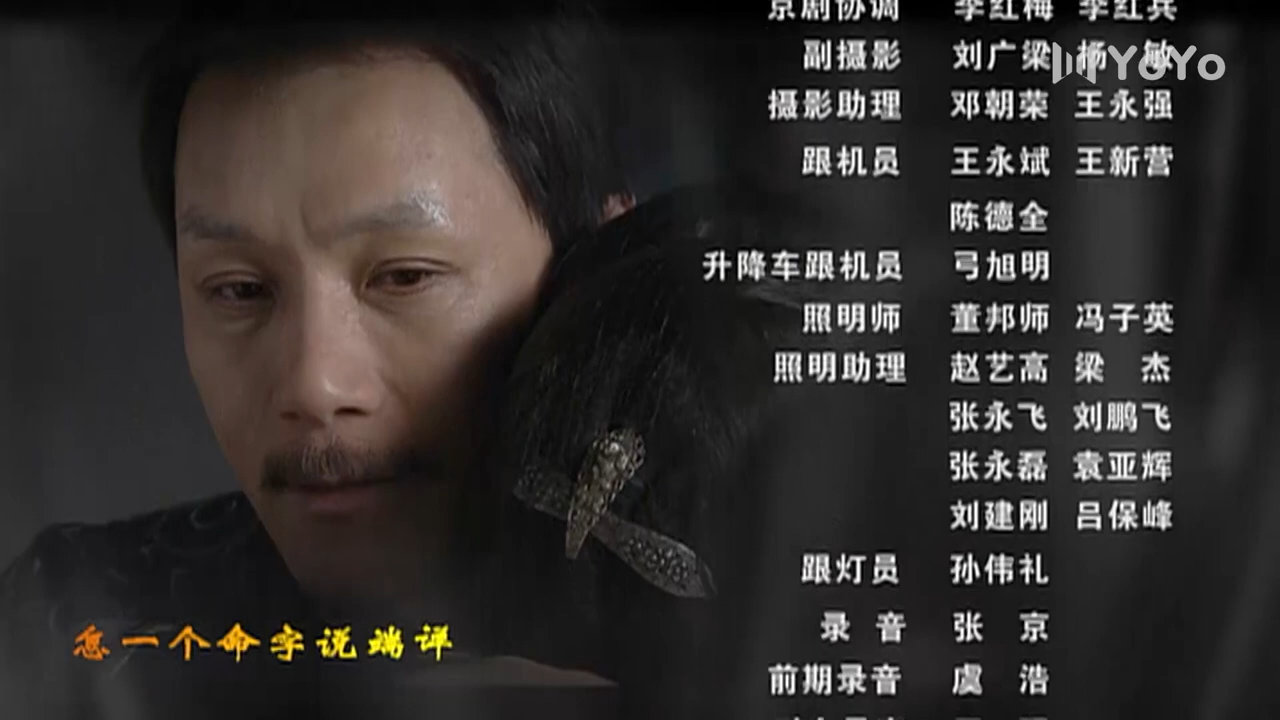 京剧协调 李红梅 李红兵
副摄影 刘广梁 杨 敏
YOYO
摄影助理 邓朝荣 王永强
跟机员 王永斌 王新营
陈德全
升降车跟机员 弓旭明
照明师 董邦师 冯子英
照明助理 赵艺高 梁 杰
张永飞 刘鹏飞
张永磊 袁亚辉
刘建刚 吕保峰
跟灯员 孙伟礼
录 音 张 京
前期录音 虞 浩
怎一个命字说端详